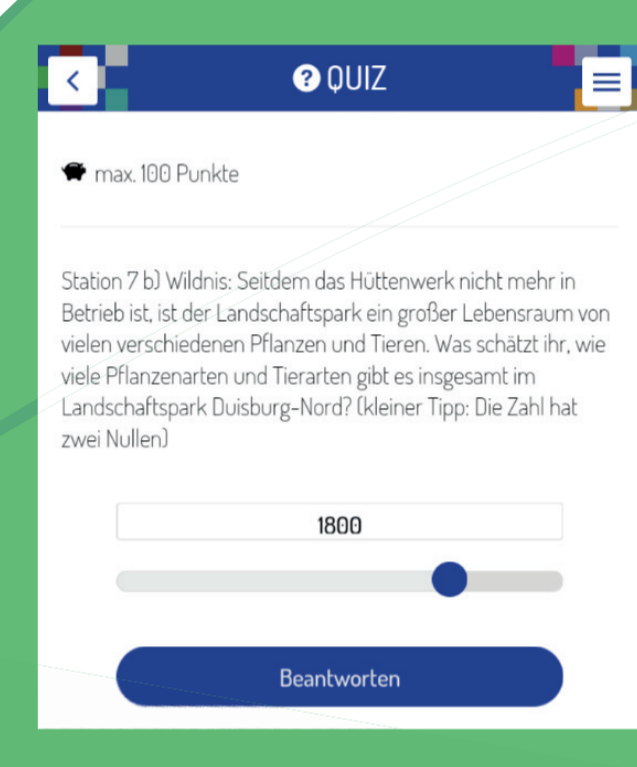 ? QUIZ
max. 100 Punkte
Station 7 b) Wildnis: Seitdem das Hüttenwerk nicht mehr in
Betrieb ist, ist der Landschaftspark ein großer Lebensraum von
vielen verschiedenen Pflanzen und Tieren. Was schätzt ihr, wie
viele Pflanzenarten und Tierarten gibt es insgesamt im
Landschaftspark Duisburg-Nord? (kleiner Tipp: Die Zahl hat
zwei Nullen)
1800
Beantworten